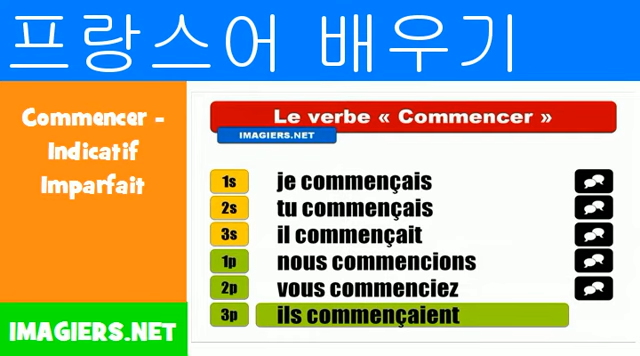 프랑스어 배우기
Commencer -
Indicatif
Imparfait
IMAGIERS.NET
Le verbe « Commencer »
IMAGIERS.NET
1s je commençais
2s tu commençais
3s il commençait
1p nous commencions
2p vous commenciez
3p ils commençaient